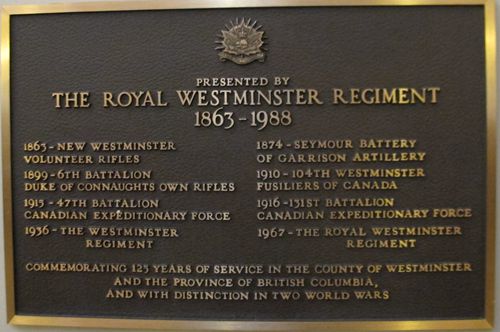 PRESENTED BY
THE ROYAL WESTMINSTER REGIMENT
1863-1988
1863-NEW WESTMINSTER
VOLUNTEER RIFLES
1899-6TH BATTALION
DUKE OF CONNAUGHTS OWN RIFLES
1915-47TH BATTALION
CANADIAN EXPEDITIONARY FORCE
1936-THE WESTMINSTER
REGIMENT
1874-SEYMOUR BATTERY
OF GARRISON ARTILLERY
1910-104TH WESTMINSTER
FUSILIERS OF CANADA
1916-131ST BATTALION
CANADIAN EXPEDITIONARY FORCE
1967-THE ROYAL WESTMINSTER
REGIMENT
COMMEMORATING 125 YEARS OF SERVICE IN THE COUNTY OF WESTMINSTER
AND THE PROVINCE OF BRITISH COLUMBIA,
AND WITH DISTINCTION IN TWO WORLD WARS